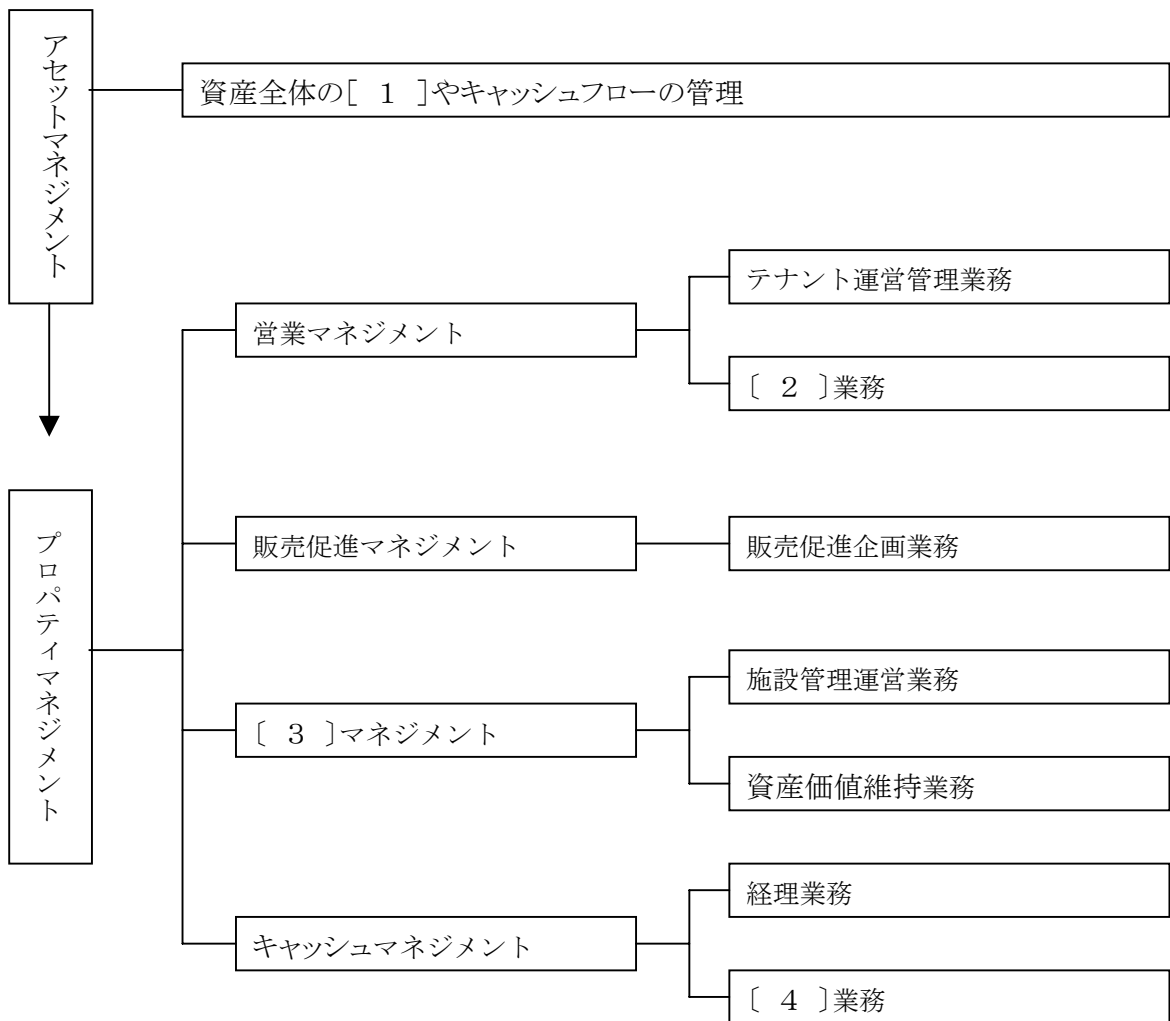 アセットマネジメント
資産全体の[ 1 ]やキャッシュフローの管理
プロパティマネジメント
営業マネジメント
テナント運営管理業務
〔 2 〕業務
販売促進マネジメント
販売促進企画業務
〔 3 〕マネジメント
施設管理運営業務
資産価値維持業務
キャッシュマネジメント
経理業務
〔 4 〕業務